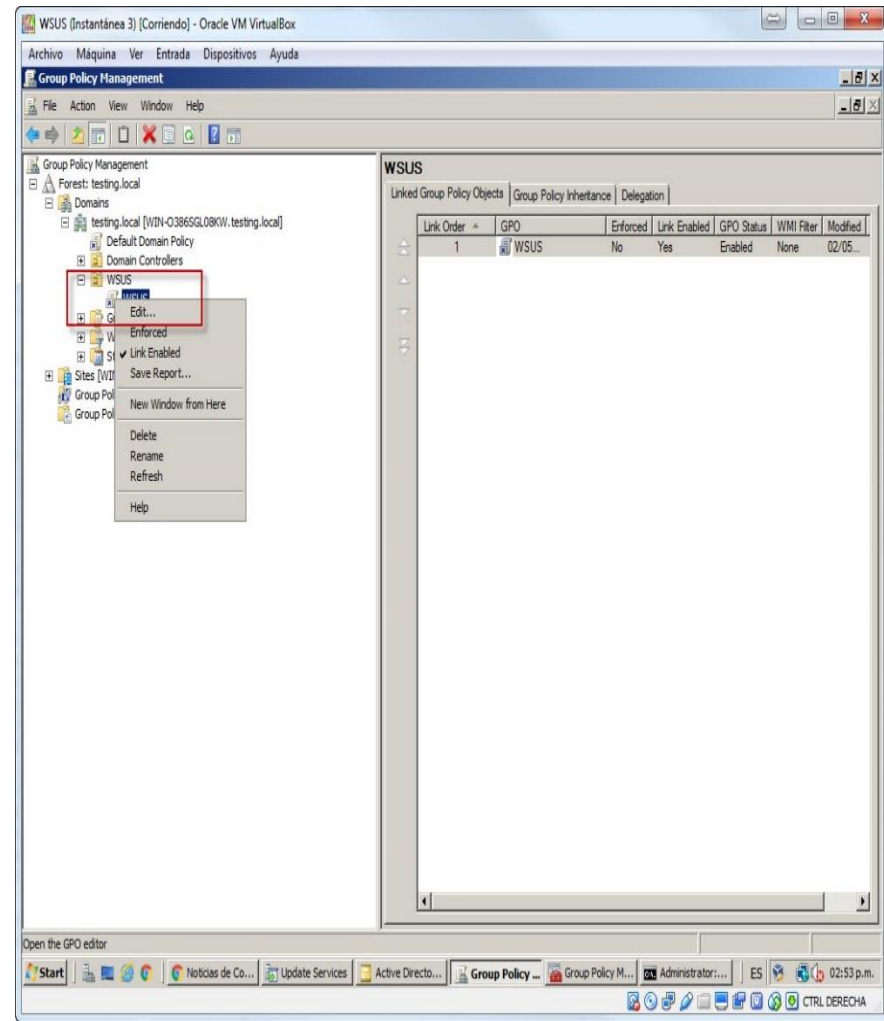 WSUS (Instantánea 3) [Corriendo] - Oracle VM VirtualBox
Archivo Máquina Ver Entrada Dispositivos Ayuda
Group Policy Management
File Action View Window Help
Group Policy Management
Forest: testing.local
Domains
testing.local [WIN-O386SGL08KW.testing.local]
Default Domain Policy
Domain Controllers
WSUS
WSUS
Edit...
Enforced
Link Enabled
Save Report...
Sites [WI
Group Pol
New Window from Here
Group Pol
Delete
Rename
Refresh
Help
WSUS
Linked Group Policy Objects Group Policy Inheritance Delegation
Link Order GPO Enforced Link Enabled GPO Status WMI Filter Modified
1 WSUS No Yes Enabled None 02/05...
Open the GPO editor
Start Noticias de Co... Update Services Active Directo... Group Policy ... Group Policy M... Administrator:... ES 02:53 p.m.
CTRL DERECHA